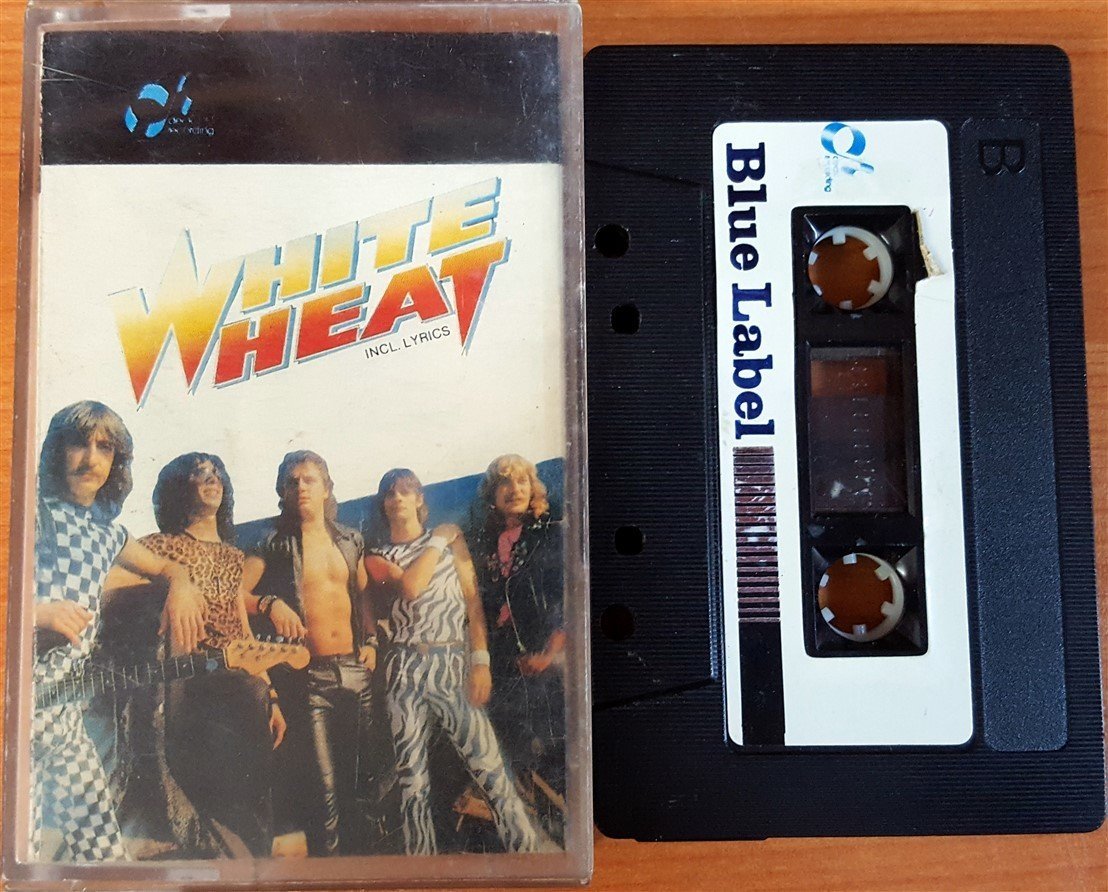 WHITE
HEAT
INCL. LYRICS
Blue Label
B